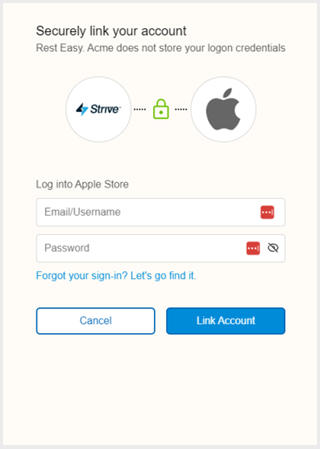 Securely link your account
Rest Easy. Acme does not store your logon credentials
Strive
Log into Apple Store
Email/Username
Password
Forgot your sign-in? Let's go find it.
Cancel
Link Account